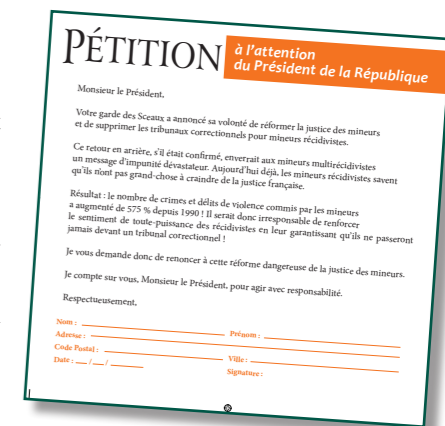 PÉTITION
à l'attention
du Président de la République
Monsieur le Président,
Votre garde des Sceaux a annoncé sa volonté de réformer la justice des mineurs
et de supprimer les tribunaux correctionnels pour mineurs récidivistes.
Ce retour en arrière, s'il était confirmé, enverrait aux mineurs multirécidivistes
un message d'impunité dévastateur. Aujourd'hui déjà, les mineurs récidivistes savent
qu'ils n'ont pas grand-chose à craindre de la justice française.
Résultat : le nombre de crimes et délits de violence commis par les mineurs
a augmenté de 575 % depuis 1990 ! Il serait donc irresponsable de renforcer
le sentiment de toute-puissance des récidivistes en leur garantissant qu'ils ne passeront
jamais devant un tribunal correctionnel !
Je vous demande donc de renoncer à cette réforme dangereuse de la justice des mineurs.
Je compte sur vous, Monsieur le Président, pour agir avec responsabilité.
Respectueusement,
Nom : Prénom :
Adresse :
Code Postal : Ville :
Date : __ /__ /____ Signature :